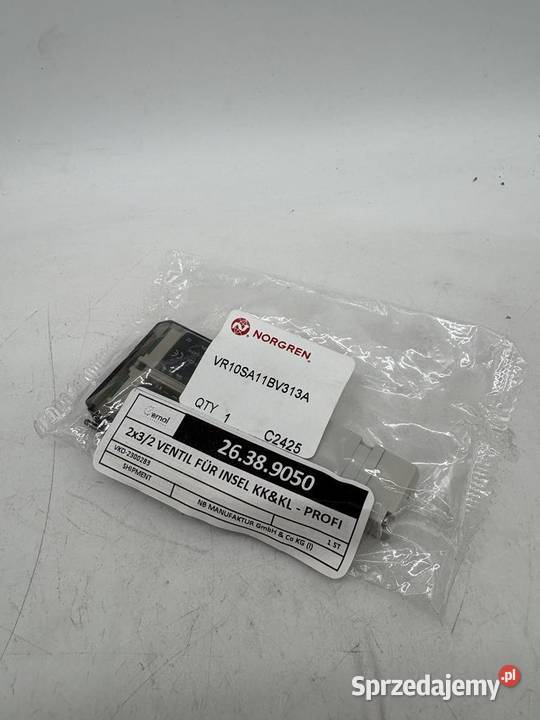 NORGREN
VR10SA11BV313A
QTY 1 C2425
26.38.9050
2x3/2 VENTIL FÜR INSEL KK&KL - PROFI
VKO-2300283
SHIPMENT
1 ST
NB MANUFAKTUR GmbH & Co KG (I)
Sprzedajemy.pl